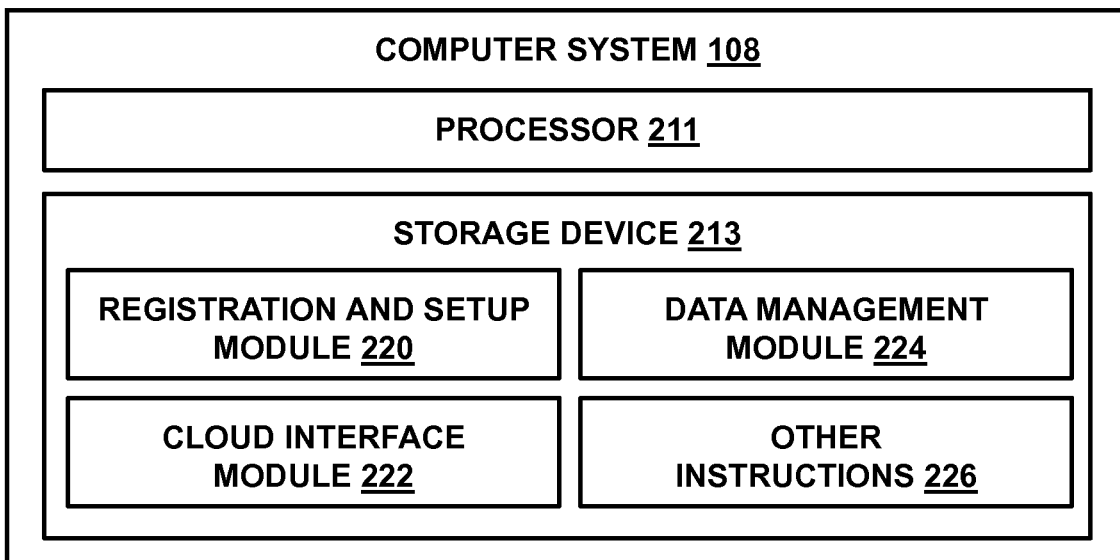 COMPUTER SYSTEM 108
PROCESSOR 211
STORAGE DEVICE 213
REGISTRATION AND SETUP
MODULE 220
DATA MANAGEMENT
MODULE 224
CLOUD INTERFACE
MODULE 222
OTHER
INSTRUCTIONS 226